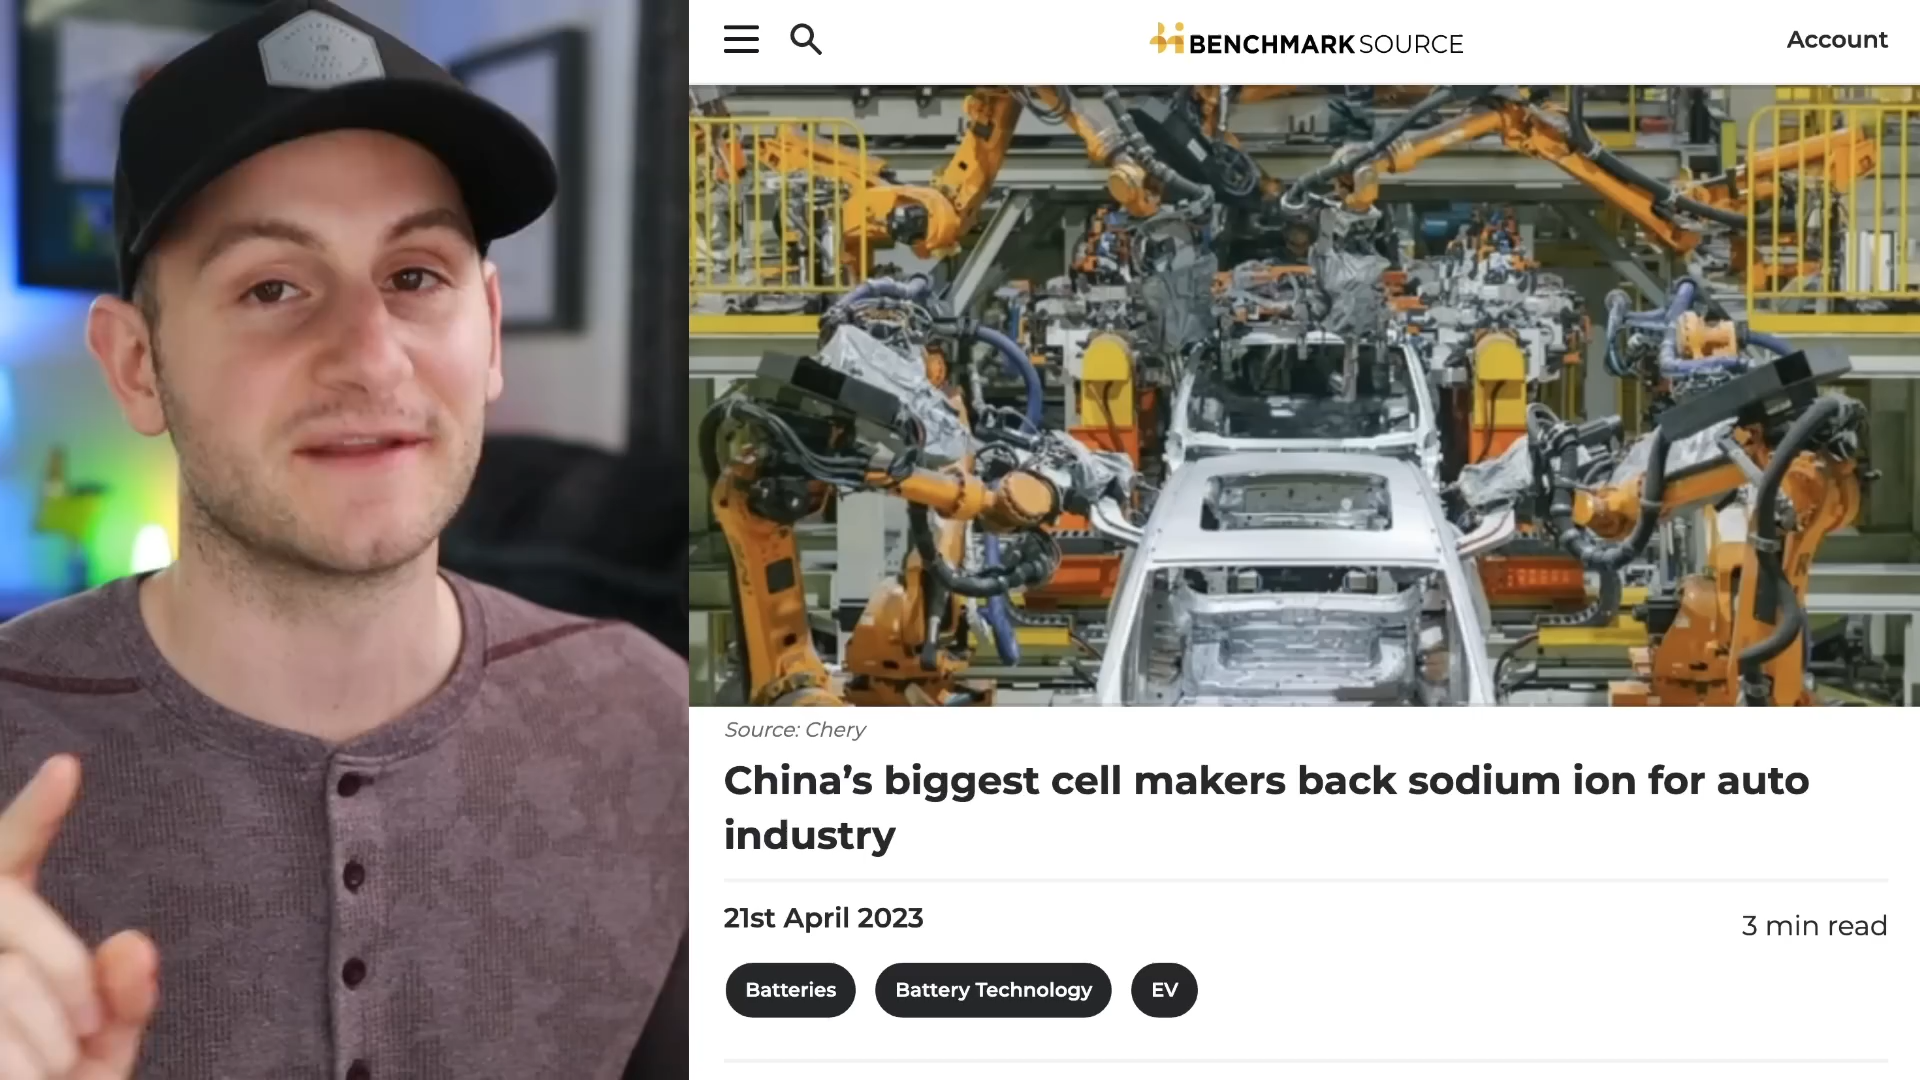 BENCHMARK SOURCE
Account
Source: Chery
China’s biggest cell makers back sodium ion for auto
industry
21st April 2023
3 min read
Batteries
Battery Technology
EV